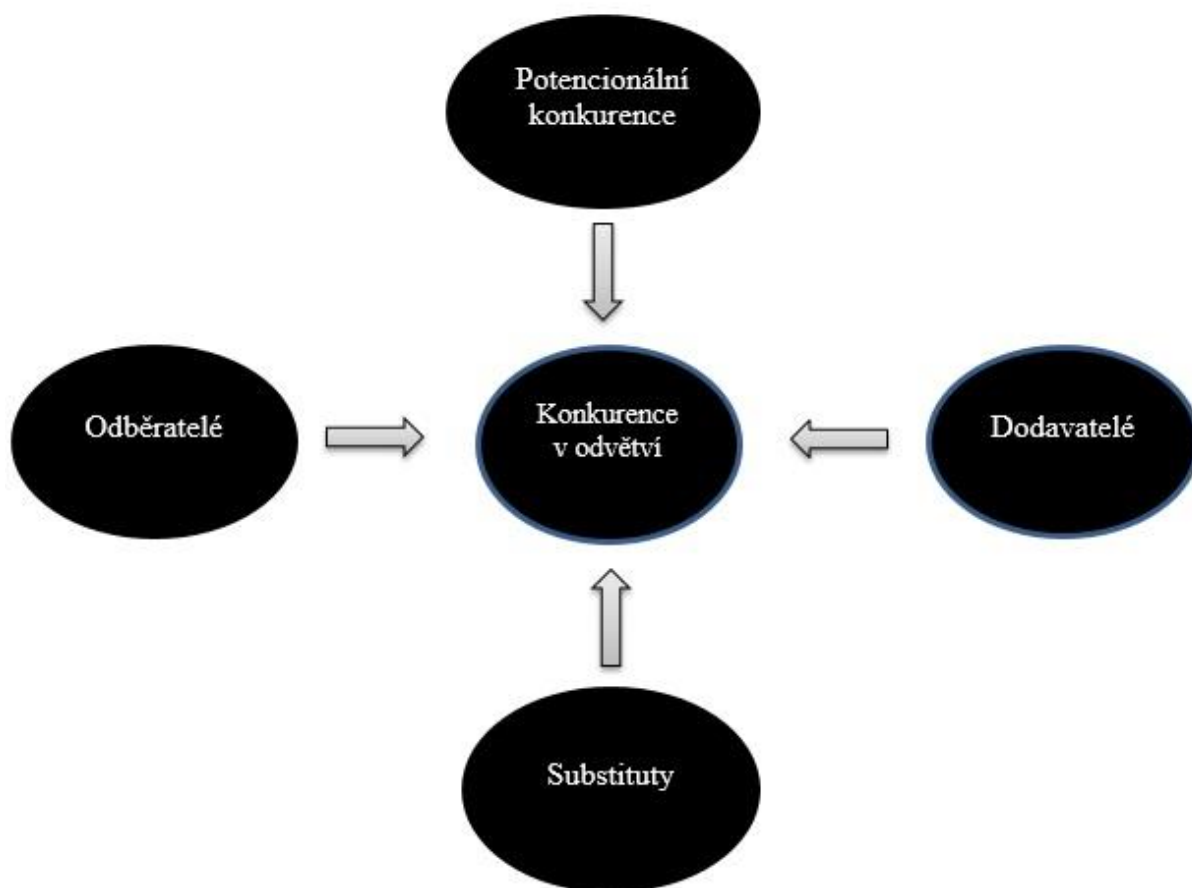 Potencionální
konkurence
Odběratelé
Konkurence
v odvětví
Dodavatelé
Substituty